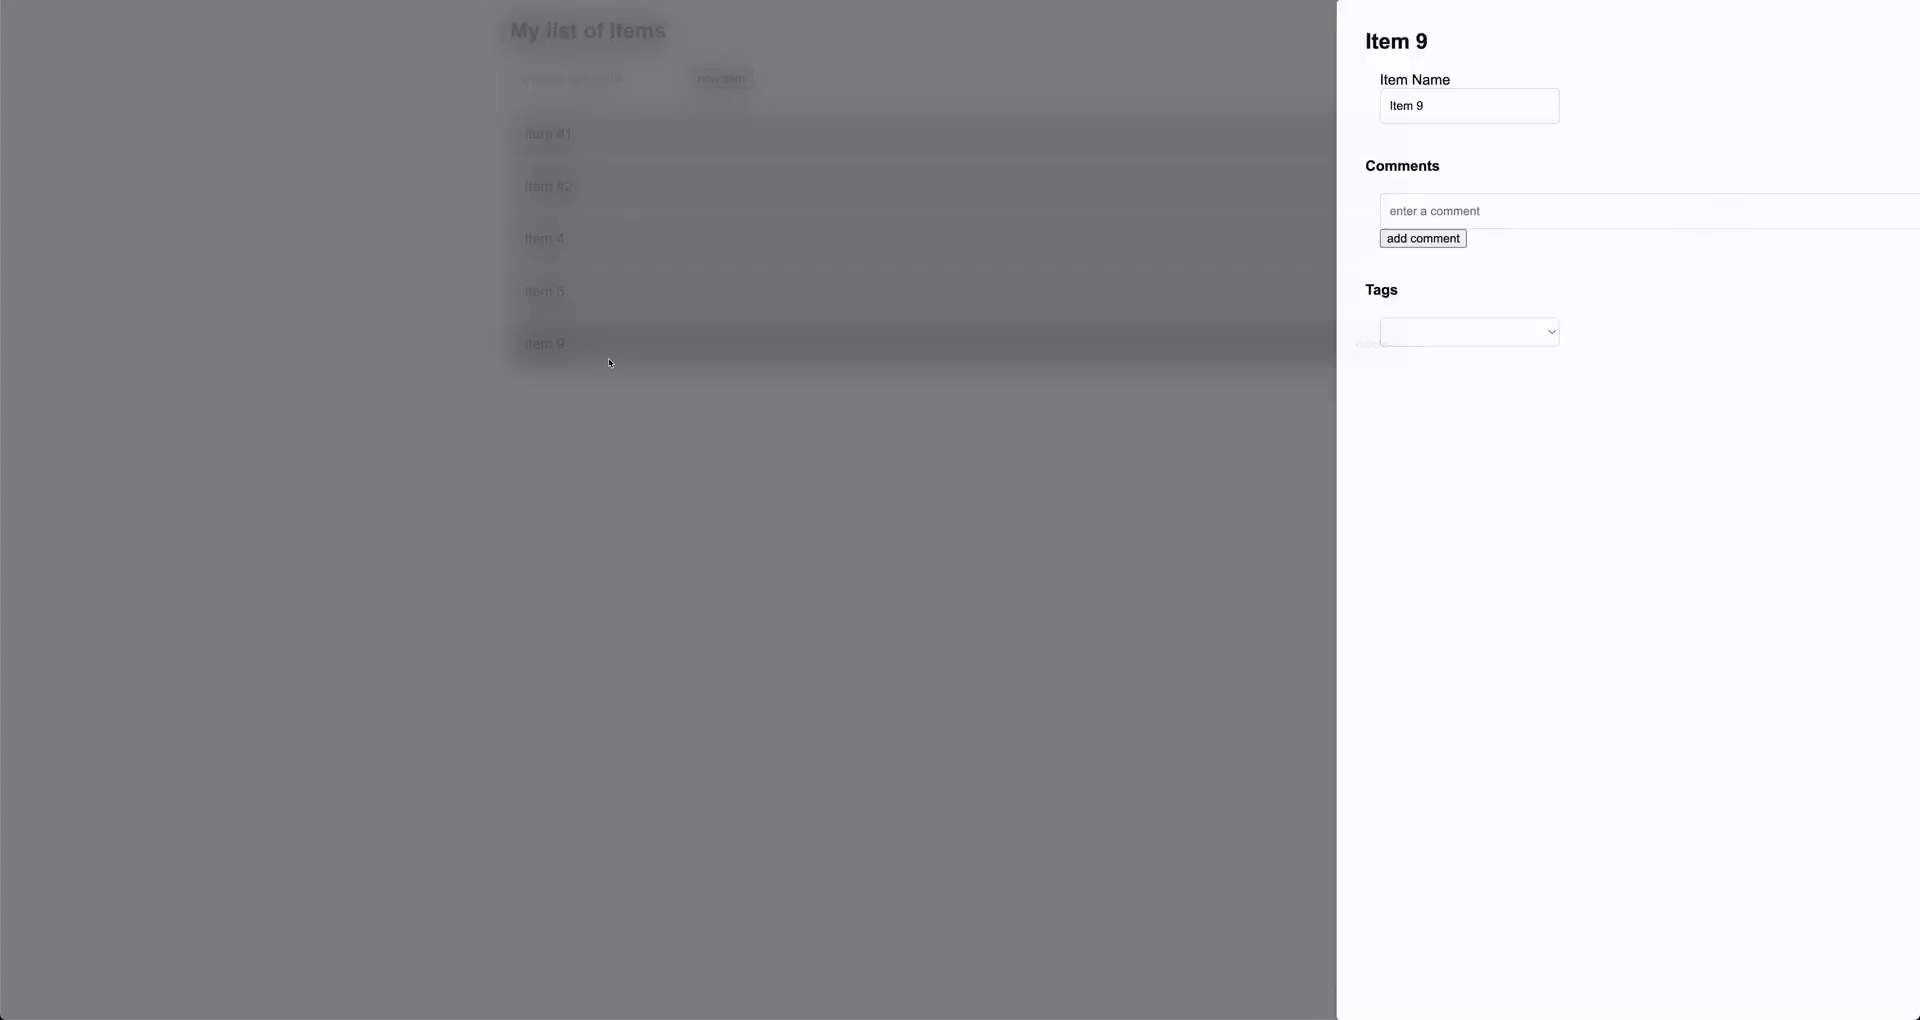 My list of Items
new item
Item #1
Item #2
Item 4
Item 5
Item 9
Item 9
Item Name
Item 9
Comments
enter a comment
add comment
Tags